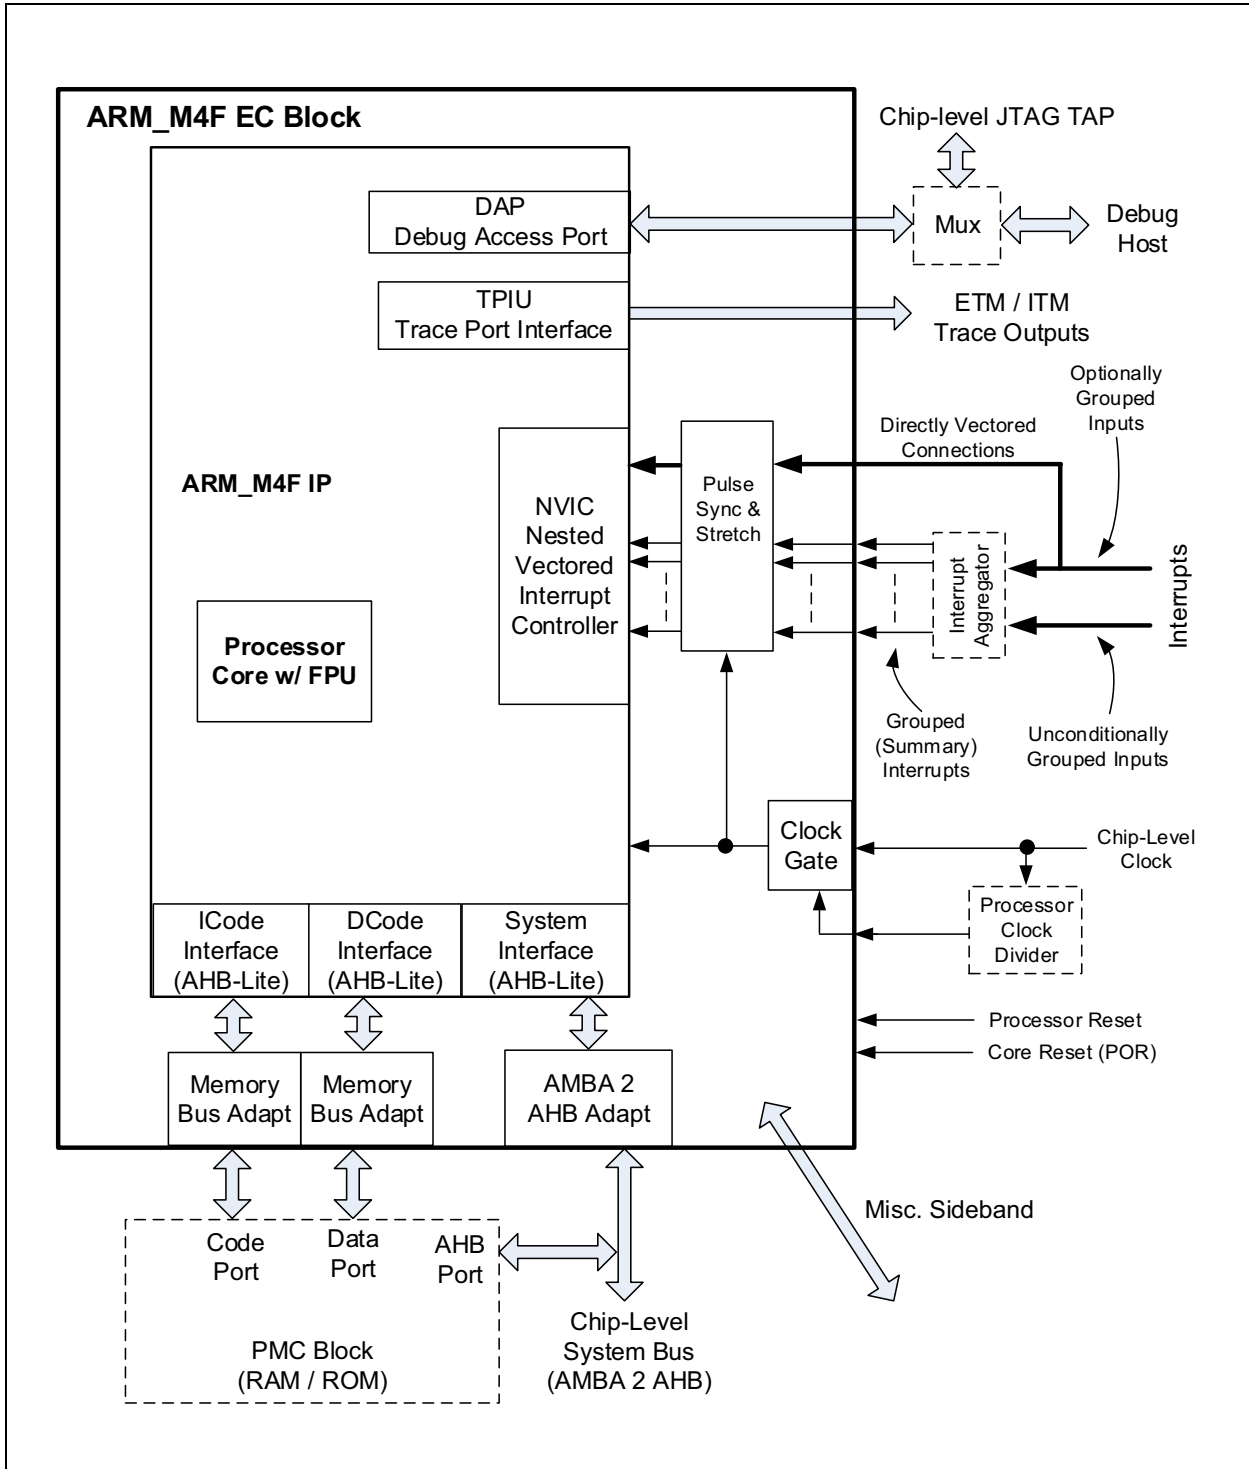 ARM_M4F EC Block
Chip-level JTAG TAP
DAP
Debug Access Port
Mux
Debug
Host
TPIU
Trace Port Interface
ETM / ITM
Trace Outputs
Optionally
Grouped
Inputs
Directly Vectored
Connections
ARM_M4F IP
NVIC
Nested
Vectored
Interrupt
Controller
Pulse
Sync &
Stretch
Interrupt
Aggregator
Interrupts
Processor
Core w/ FPU
Grouped
(Summary)
Interrupts
Unconditionally
Grouped Inputs
Clock
Gate
Chip-Level
Clock
Processor
Clock
Divider
ICode
Interface
(AHB-Lite)
DCode
Interface
(AHB-Lite)
System
Interface
(AHB-Lite)
Processor Reset
Core Reset (POR)
Memory
Bus Adapt
Memory
Bus Adapt
AMBA 2
AHB Adapt
Misc. Sideband
Code
Port
Data
Port
AHB
Port
PMC Block
(RAM / ROM)
Chip-Level
System Bus
(AMBA 2 AHB)